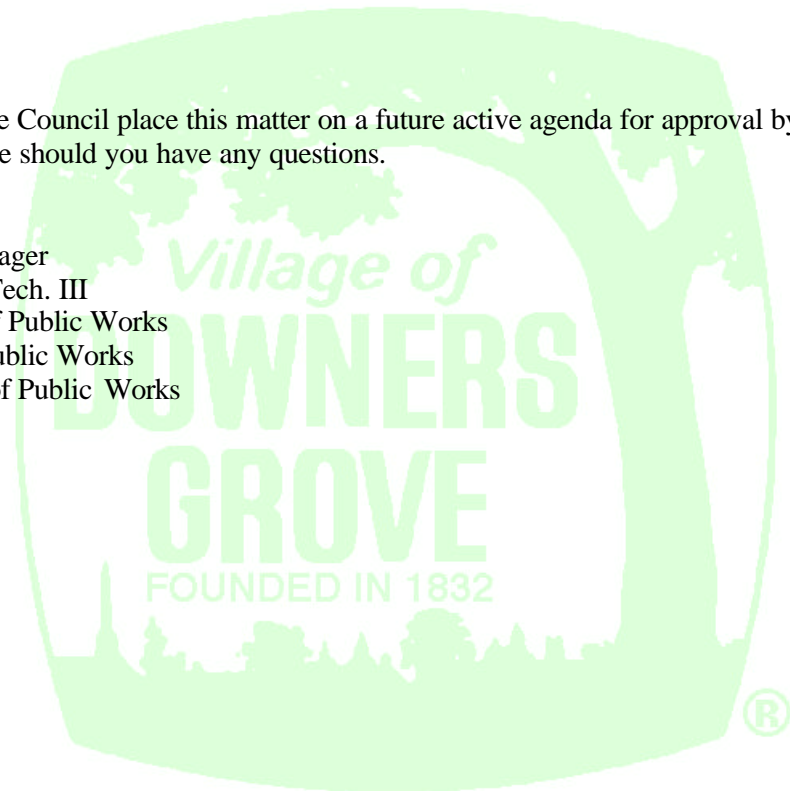 e Council place this matter on a future active agenda for approval by
e should you have any questions.
ager
Tech. III
f Public Works
ublic Works
of Public Works
Village of
DOWNERS
GROVE
FOUNDED IN 1832
®